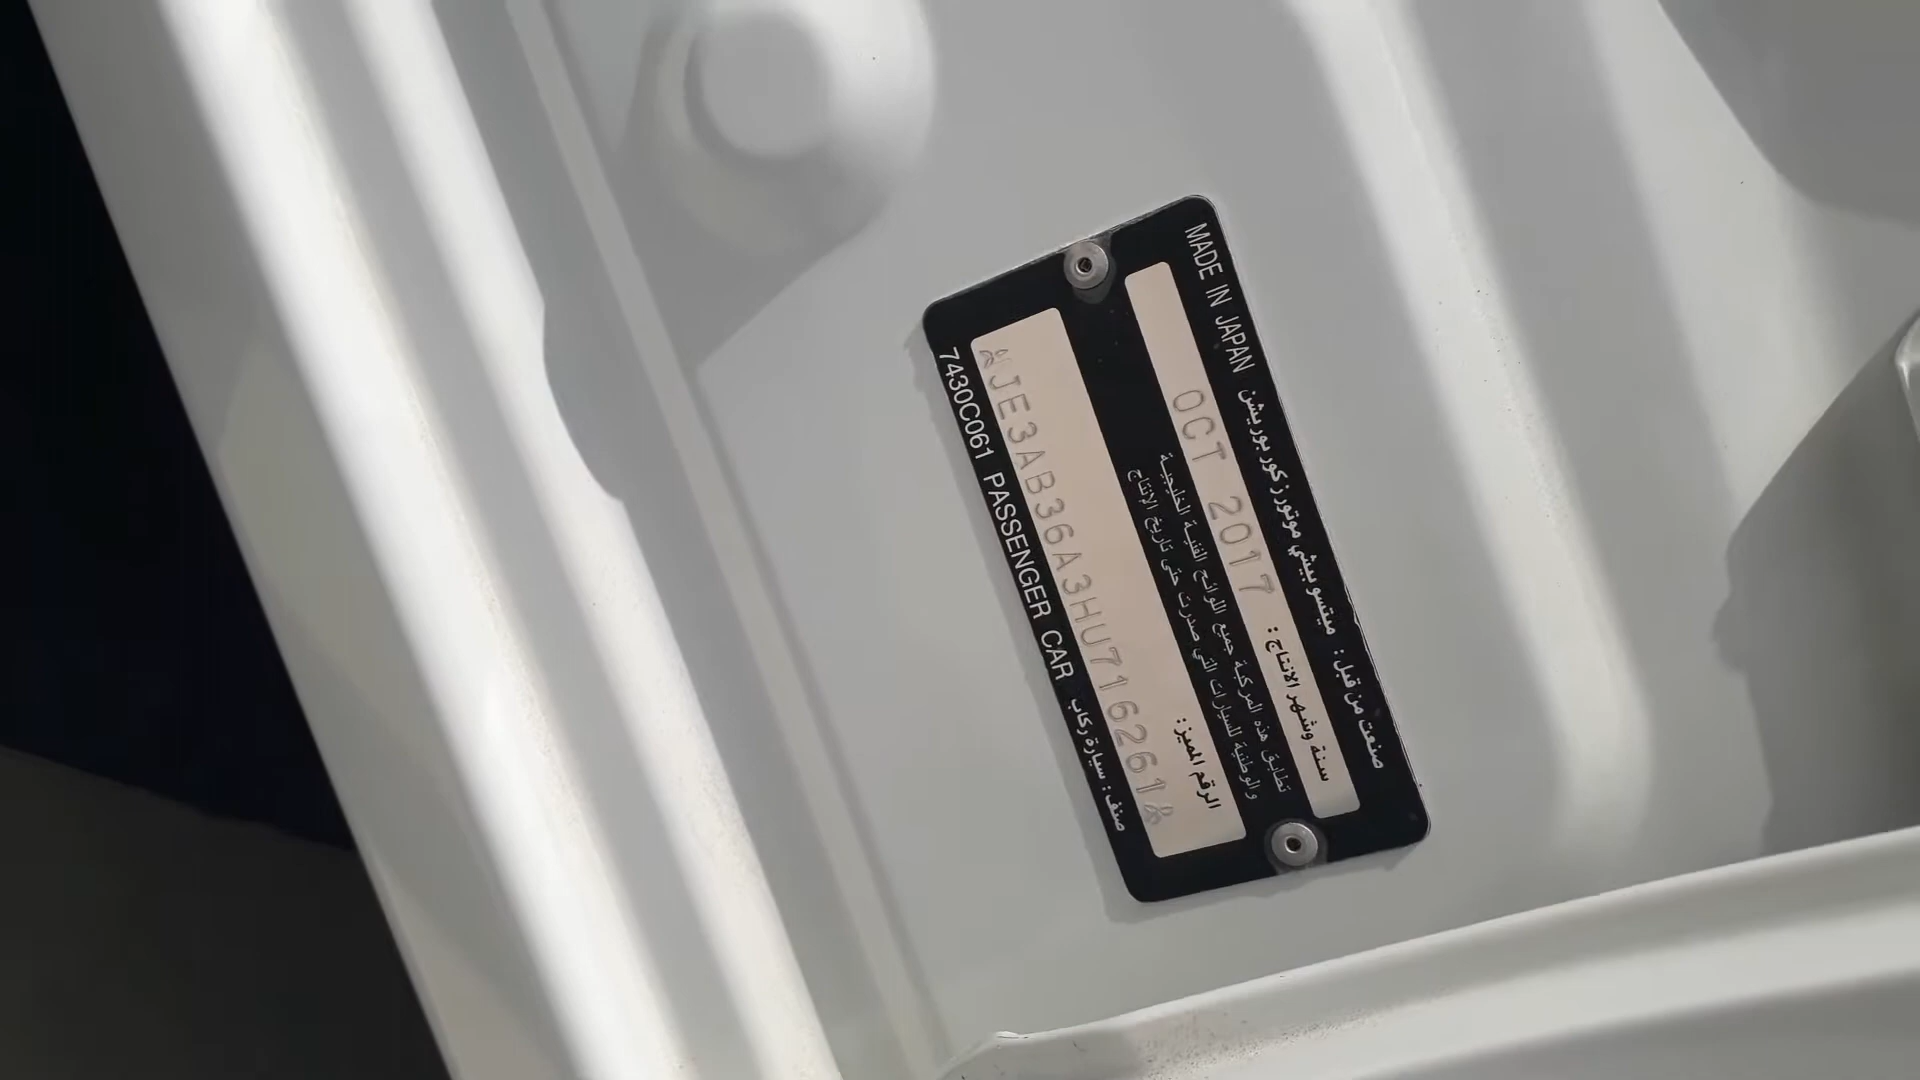 MADE IN JAPAN صنعت من قبل : ميتسوبيشي موتورز كوربوريشن
سنة وشهر الانتاج : OCT 2017
تطابق هذه المركبة جميع اللوائح الفنية الخليجية
والوطنية للسيارات التي صدرت حتى تاريخ الإنتاج
الرقم المميز :
JE3AB36A3HU716261
7430C061 PASSENGER CAR صنف : سيارة ركاب